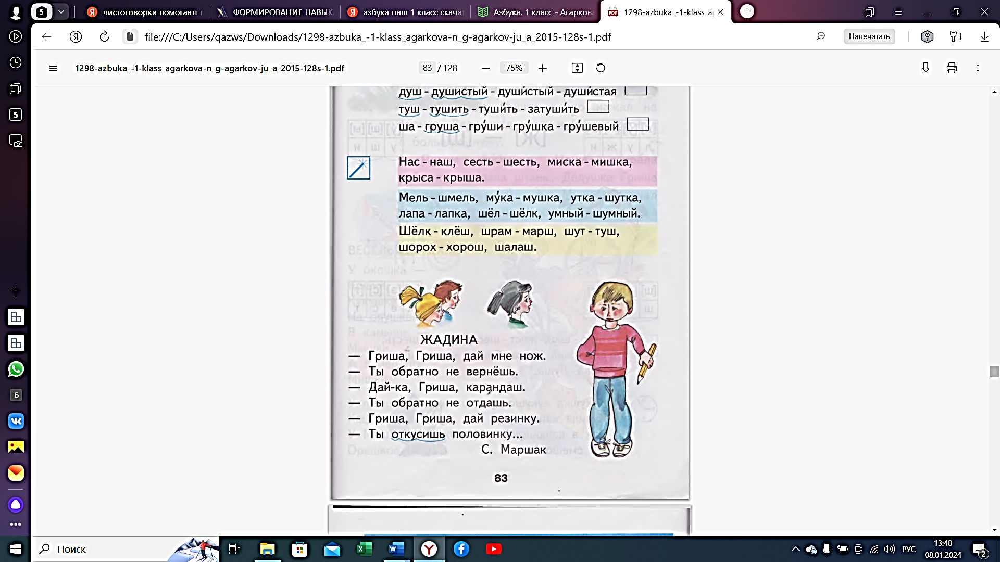 5
чистоговорки помогают п
ФОРМИРОВАНИЕ НАВЫК
азбука пнш 1 класс скачат
Азбука. 1 класс - Агаркова
1298-azbuka_-1-klass_aga
file:///C:/Users/qazws/Downloads/1298-azbuka_-1-klass_agarkova-n_g-agarkov-ju_a_2015-128s-1.pdf
Напечатать
1298-azbuka_-1-klass_agarkova-n_g-agarkov-ju_a_2015-128s-1.pdf
83 / 128
75%
5
Б
душ - душистый - души́стый - души́стая
туш - тушить - туши́ть - затуши́ть
ша - груша - гру́ши - гру́шка - гру́шевый
Нас - наш, сесть - шесть, миска - мишка,
крыса - крыша.
Мель - шмель, му́ка - мушка, утка - шутка,
лапа - лапка, шёл - шёлк, умный - шумный.
Шёлк - клёш, шрам - марш, шут - туш,
шорох - хорош, шалаш.
ЖАДИНА
— Гриша, Гриша, дай мне нож.
— Ты обратно не вернёшь.
— Дай-ка, Гриша, карандаш.
— Ты обратно не отдашь.
— Гриша, Гриша, дай резинку.
— Ты откусишь половинку...
С. Маршак
83
Поиск
РУС
13:48
08.01.2024
2